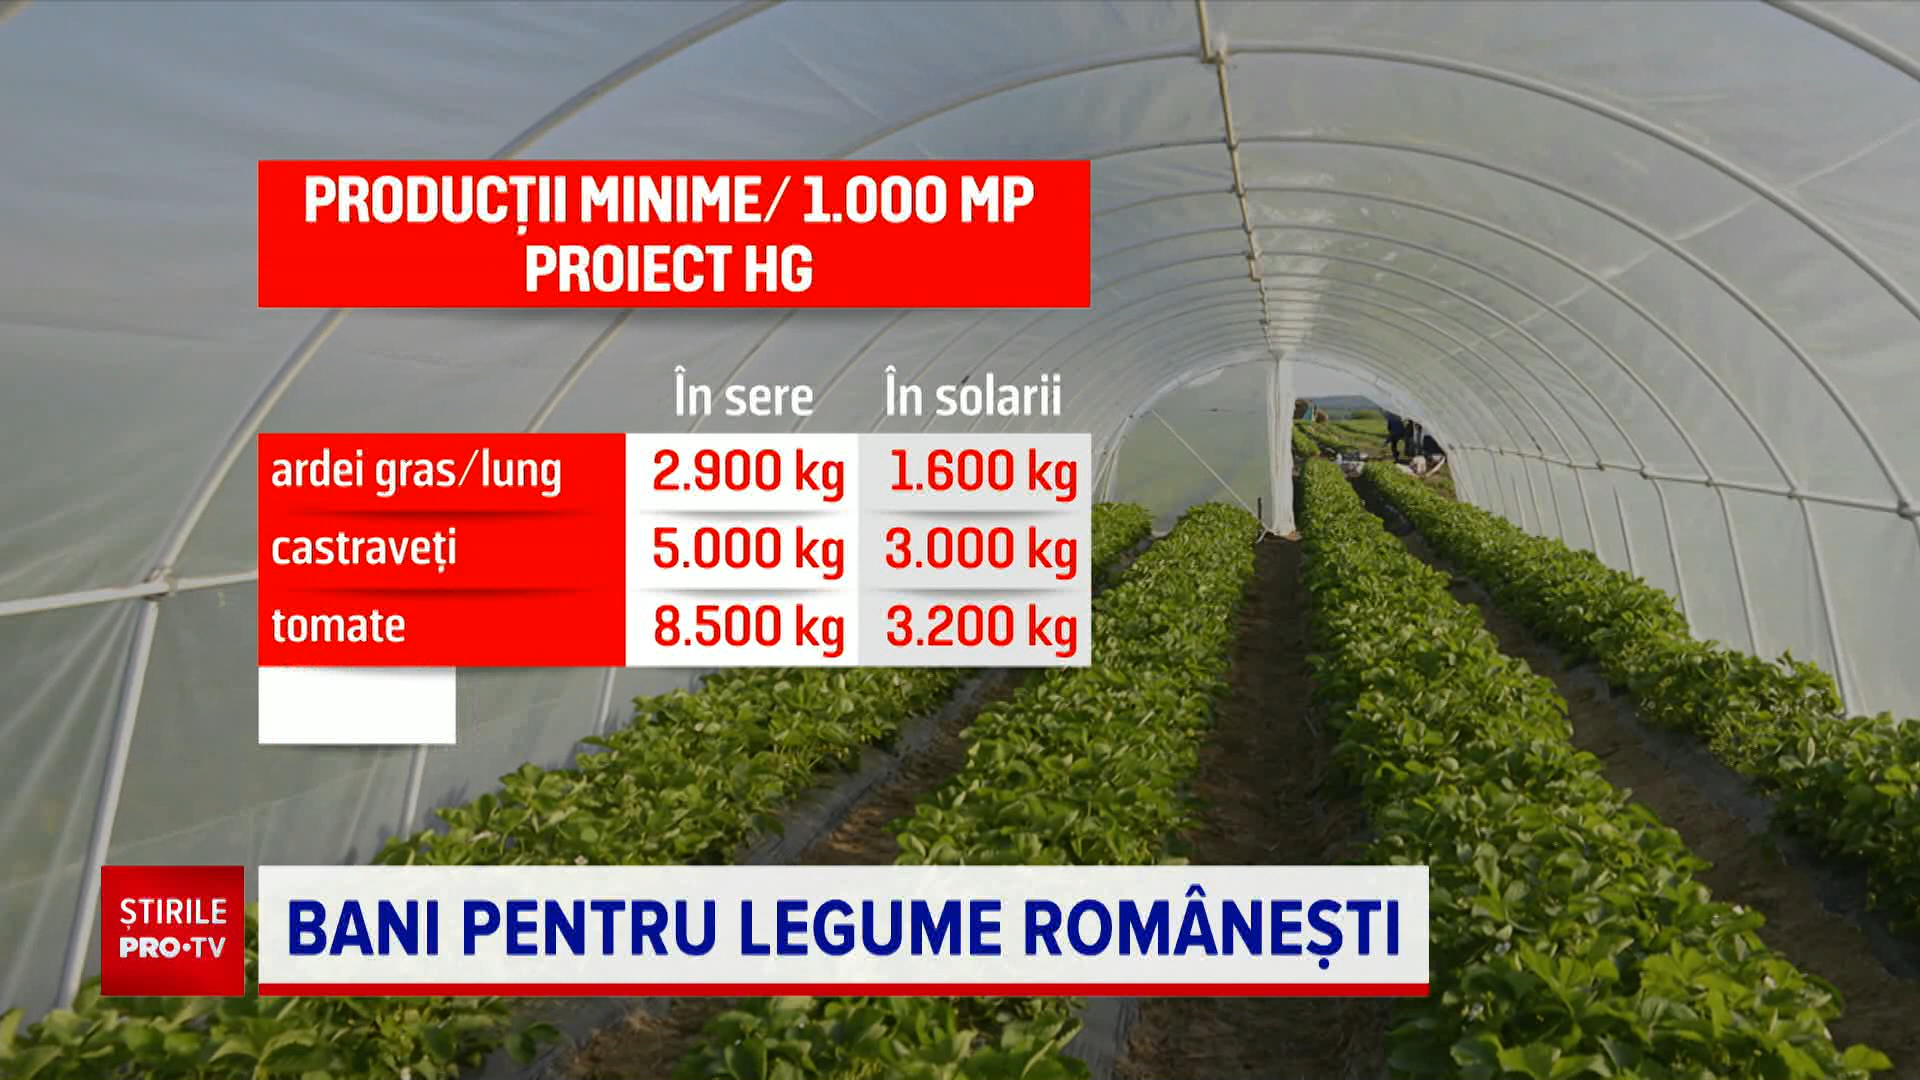 PRODUCȚII MINIME/ 1.000 MP
PROIECT HG
În sere În solarii
ardei gras/lung 2.900 kg 1.600 kg
castraveți 5.000 kg 3.000 kg
tomate 8.500 kg 3.200 kg
ȘTIRILE
PRO•TV
BANI PENTRU LEGUME ROMÂNEȘTI